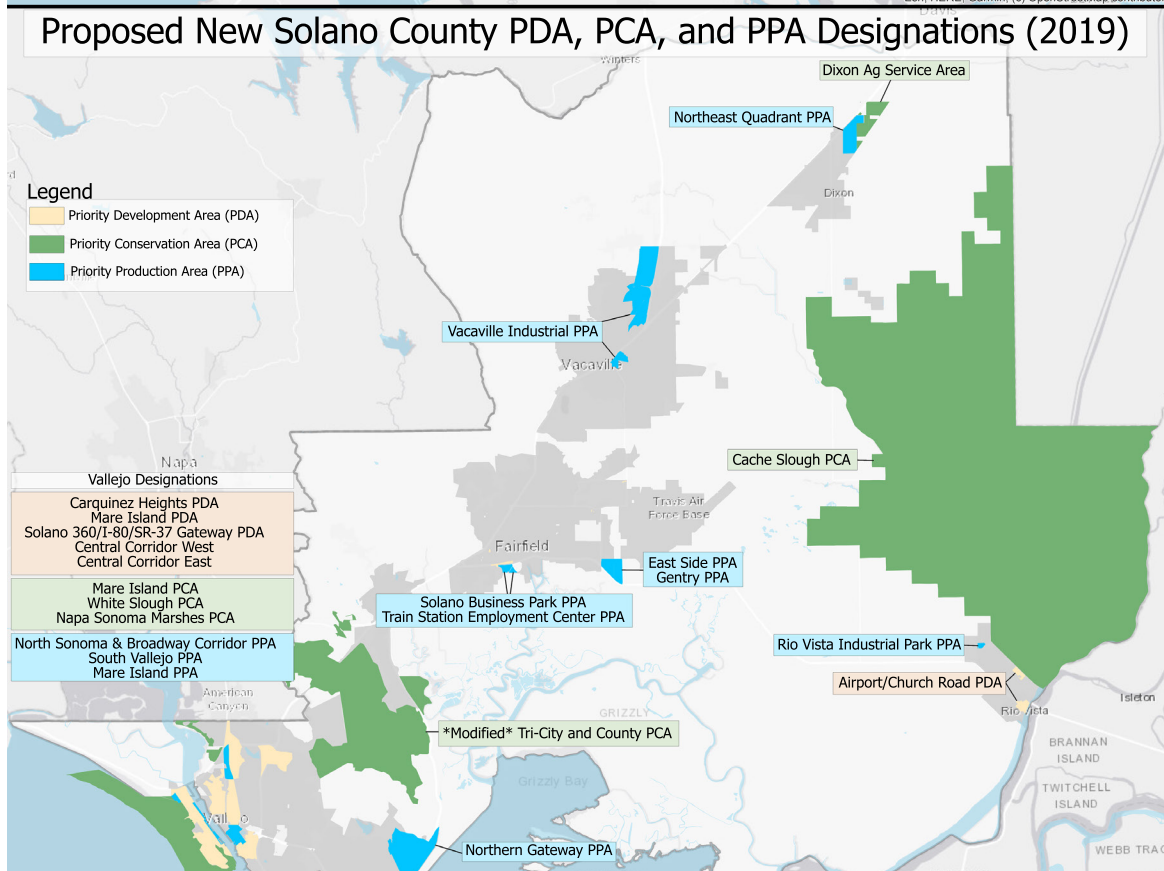 Davis
Proposed New Solano County PDA, PCA, and PPA Designations (2019)
Winters
Dixon Ag Service Area
Northeast Quadrant PPA
Dixon
Legend
Priority Development Area (PDA)
Priority Conservation Area (PCA)
Priority Production Area (PPA)
Vacaville Industrial PPA
Vacaville
Napa
Cache Slough PCA
Vallejo Designations
Carquinez Heights PDA
Mare Island PDA
Solano 360/I-80/SR-37 Gateway PDA
Central Corridor West
Central Corridor East
Travis Air
Force Base
Fairfield
East Side PPA
Gentry PPA
Mare Island PCA
White Slough PCA
Napa Sonoma Marshes PCA
Solano Business Park PPA
Train Station Employment Center PPA
North Sonoma & Broadway Corridor PPA
South Vallejo PPA
Mare Island PPA
Rio Vista Industrial Park PPA
Airport/Church Road PDA
American
Canyon
Isleton
Rio Vista
GRIZZLY
*Modified* Tri-City and County PCA
BRANNAN
ISLAND
Grizzly Bay
TWITCHELL
ISLAND
Vallejo
Northern Gateway PPA
WEBB TRAC